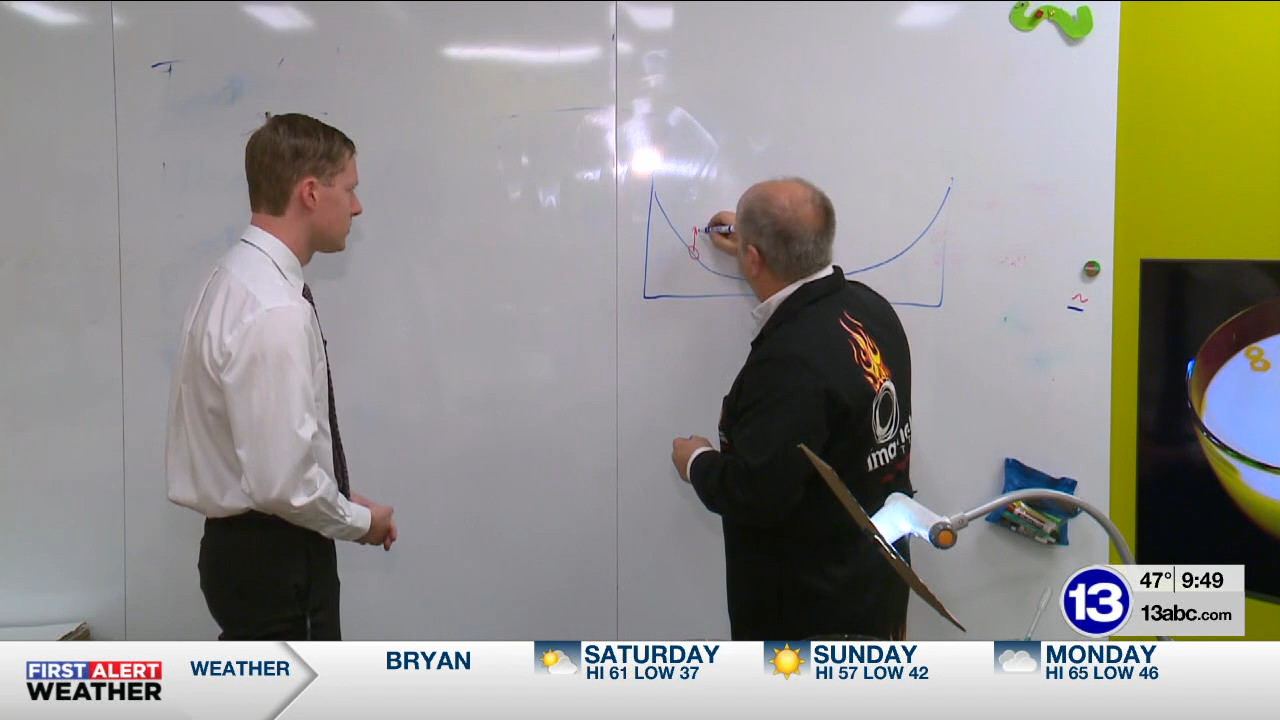 8
13
47° 9:49
13abc.com
FIRST ALERT
WEATHER
WEATHER
BRYAN
SATURDAY
HI 61 LOW 37
SUNDAY
HI 57 LOW 42
MONDAY
HI 65 LOW 46